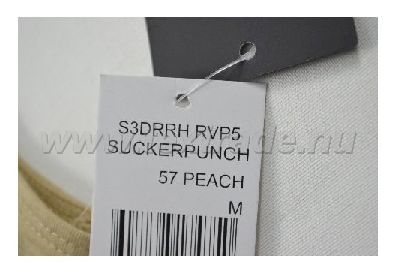 S3DRRH RVP5
SUCKERPUNCH
57 PEACH
M